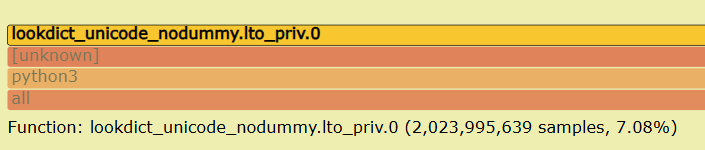 lookdict_unicode_nodummy.lto_priv.0
[unknown]
python3
all
Function: lookdict_unicode_nodummy.lto_priv.0 (2,023,995,639 samples, 7.08%)